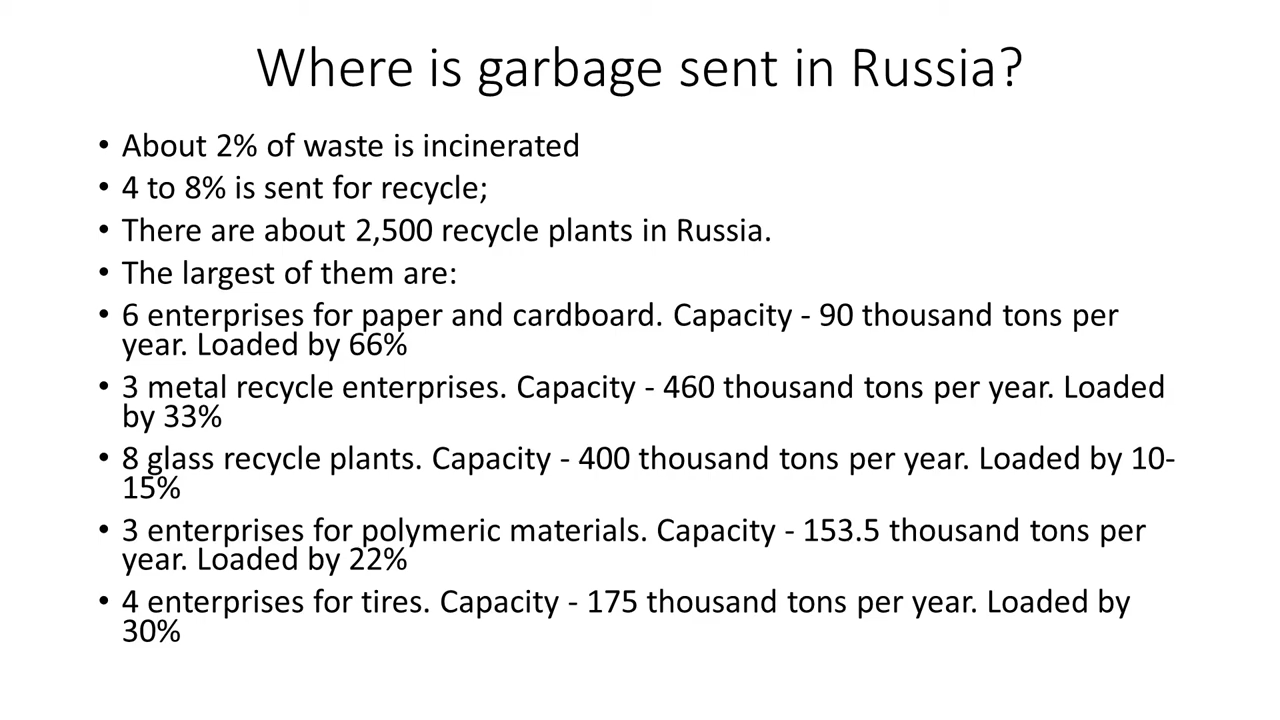 Where is garbage sent in Russia?
• About 2% of waste is incinerated
• 4 to 8% is sent for recycle;
• There are about 2,500 recycle plants in Russia.
• The largest of them are:
• 6 enterprises for paper and cardboard. Capacity - 90 thousand tons per
year. Loaded by 66%
• 3 metal recycle enterprises. Capacity - 460 thousand tons per year. Loaded
by 33%
• 8 glass recycle plants. Capacity - 400 thousand tons per year. Loaded by 10-
15%
• 3 enterprises for polymeric materials. Capacity - 153.5 thousand tons per
year. Loaded by 22%
• 4 enterprises for tires. Capacity - 175 thousand tons per year. Loaded by
30%